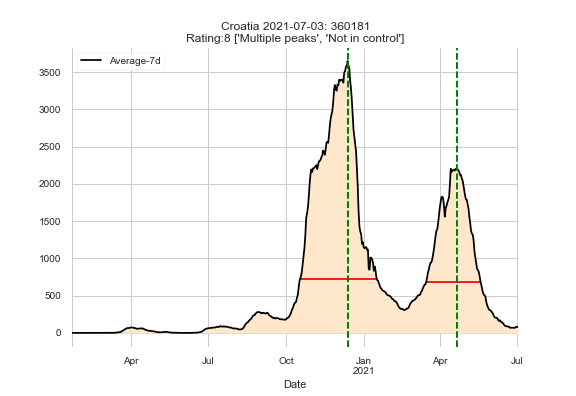 Croatia 2021-07-03: 360181
Rating:8 ['Multiple peaks', 'Not in control']
Average-7d
3500
3000
2500
2000
1500
1000
500
0
Apr Jul Oct Jan Apr Jul
2021
Date